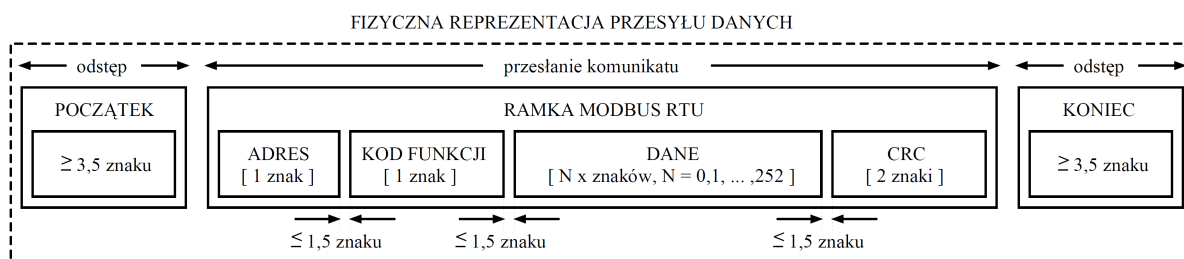 FIZYCZNA REPREZENTACJA PRZESYŁU DANYCH
odstęp przesłanie komunikatu odstęp
POCZĄTEK RAMKA MODBUS RTU KONIEC
≥ 3,5 znaku
ADRES KOD FUNKCJI DANE CRC
[ 1 znak ] [ 1 znak ] [ N x znaków, N = 0,1, ... ,252 ] [ 2 znaki ]
≥ 3,5 znaku
≤ 1,5 znaku ≤ 1,5 znaku ≤ 1,5 znaku